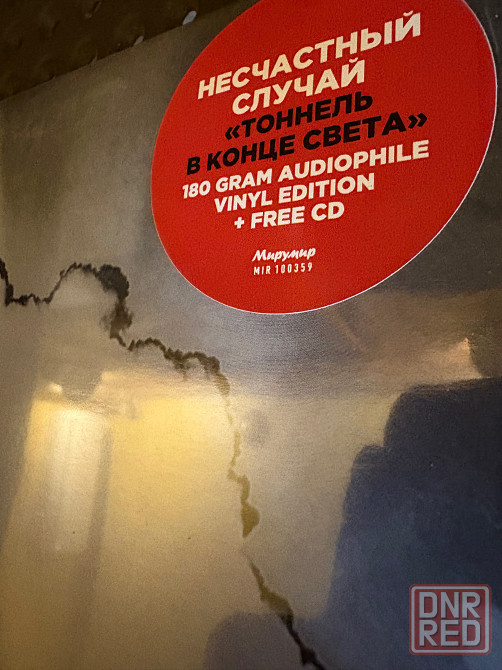 НЕСЧАСТНЫЙ
СЛУЧАЙ
«ТОННЕЛЬ
В КОНЦЕ СВЕТА»
180 GRAM AUDIOPHILE
VINYL EDITION
+ FREE CD
Мирумир
MIR 100359
DNR
RED